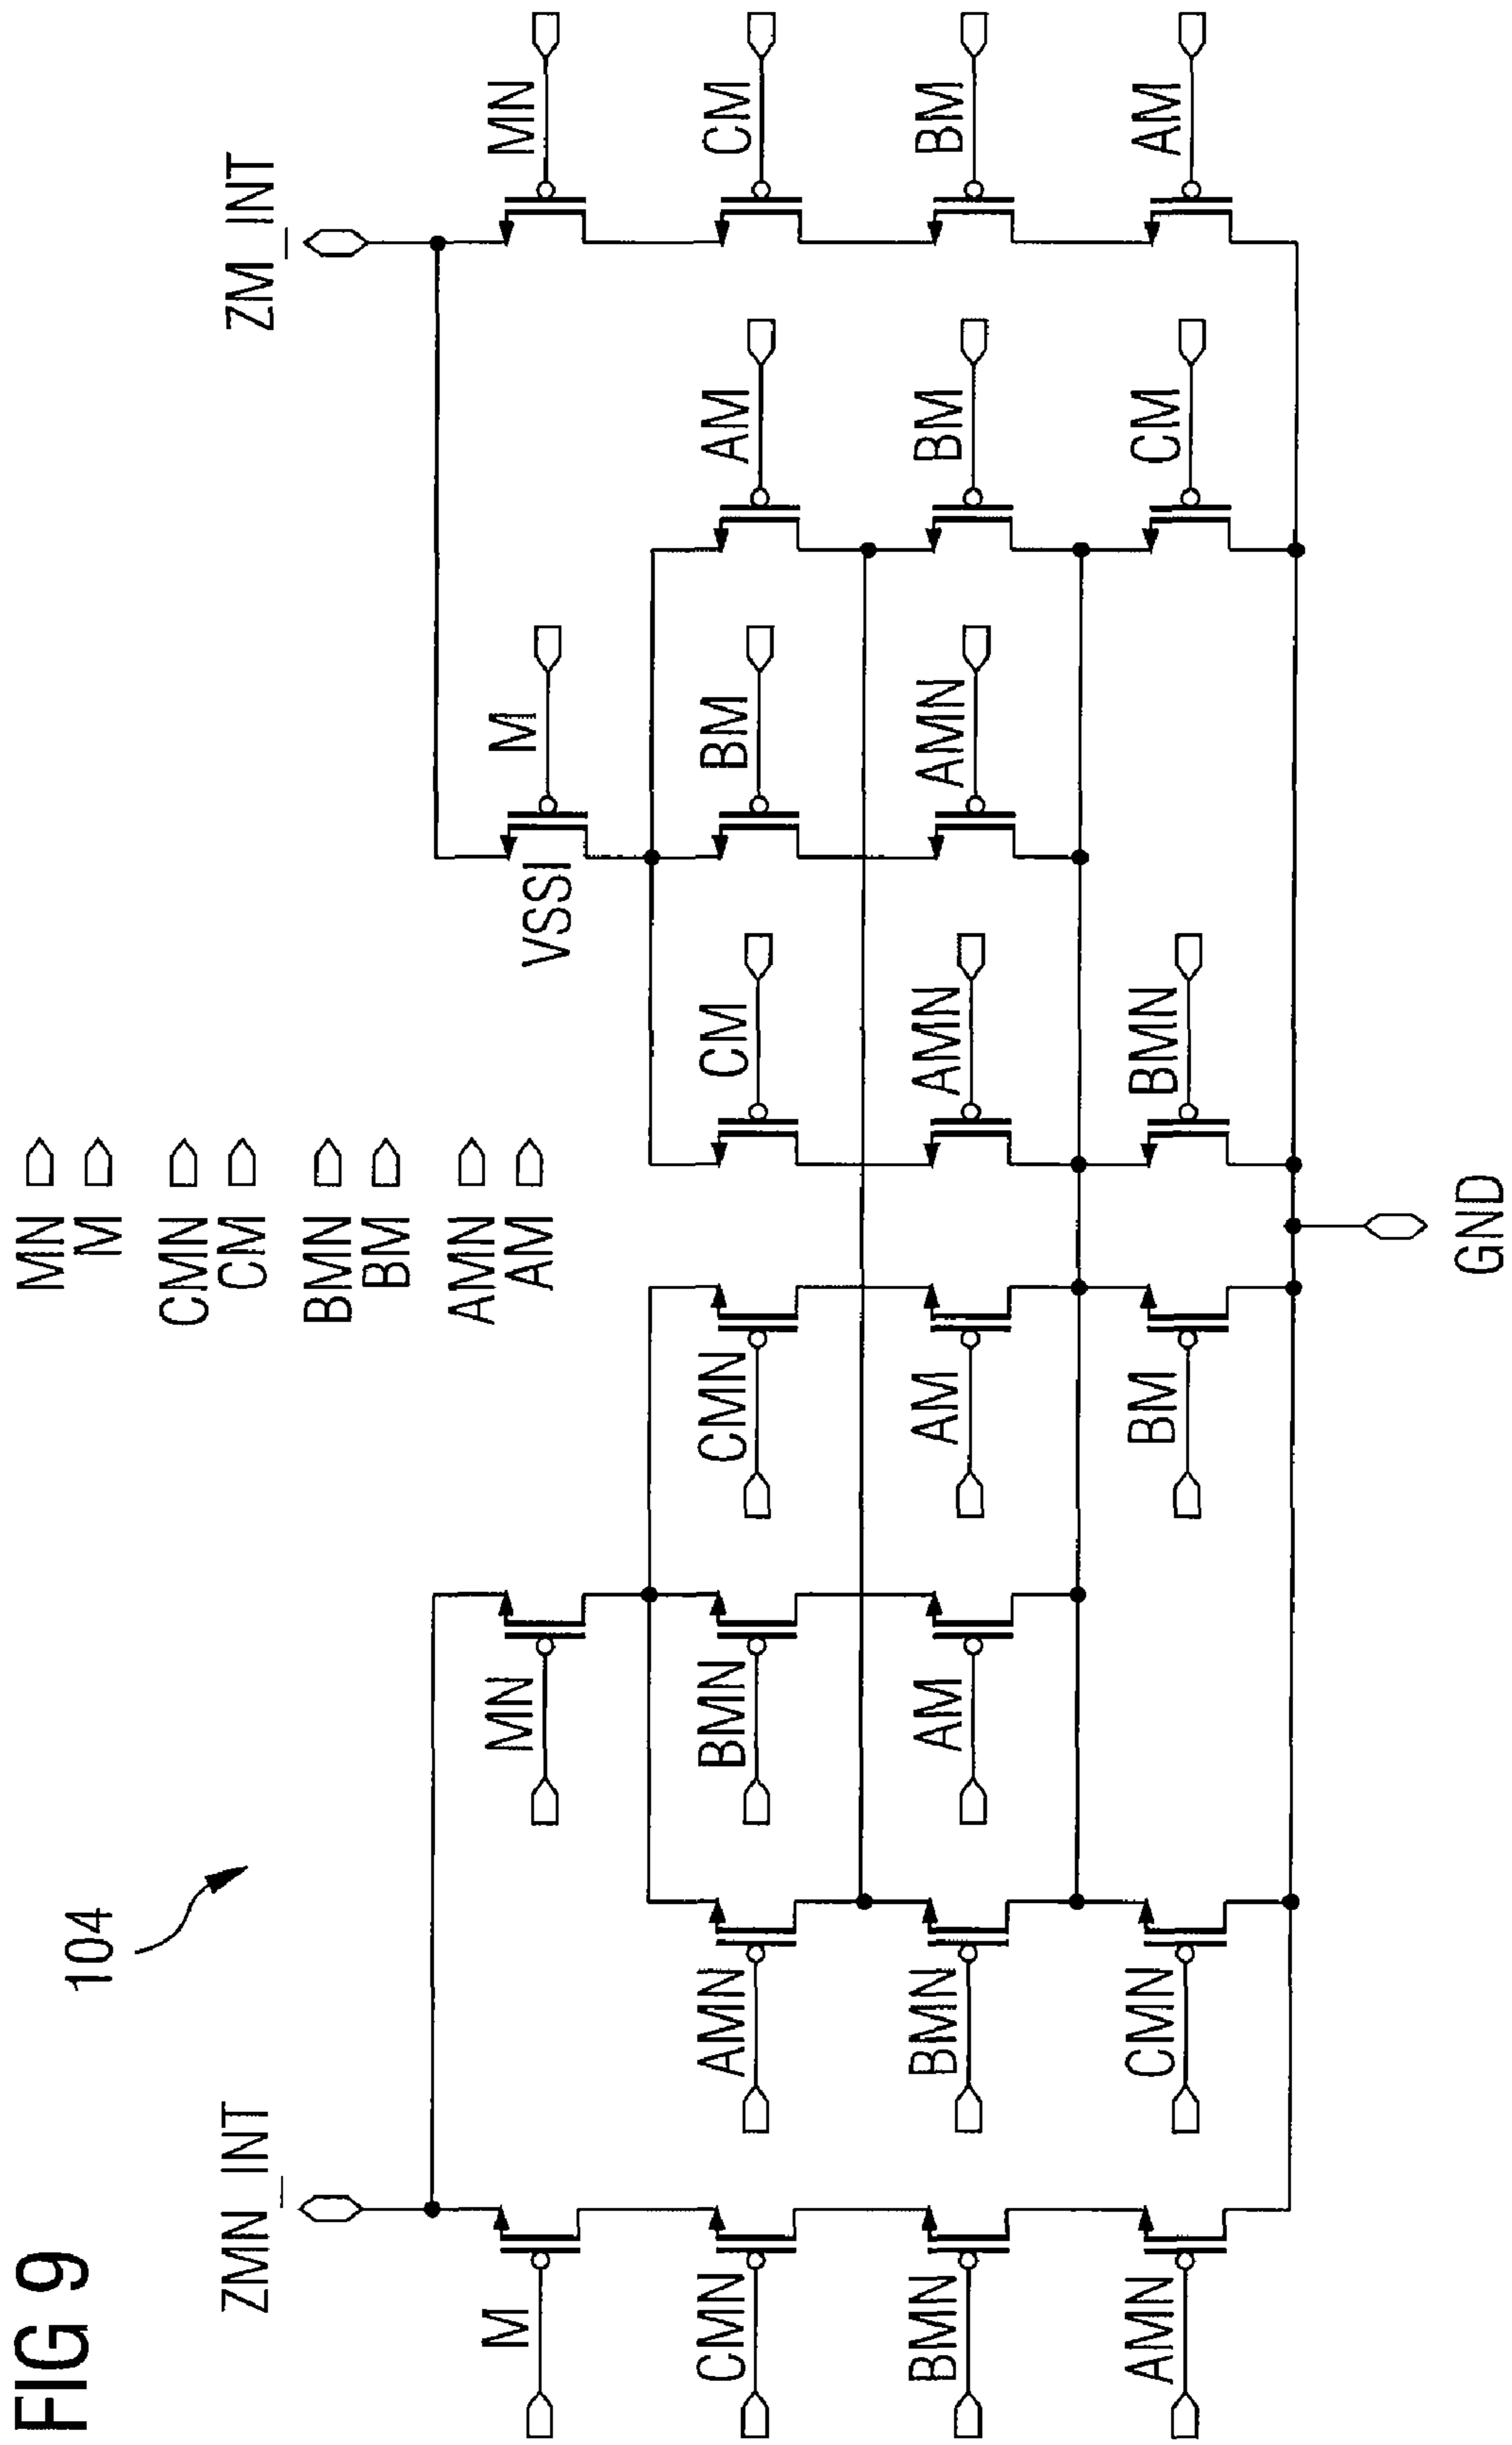 FIG 9
104
MN
M
CMN
CM
BMN
BM
AMN
AM
ZMN_INT ZM_INT
M MN M MN
VSSI
CMN AMN BMN CMN CM BM AM CM
BMN BMN AM AM AMN AMN BM BM
AMN CMN BM BMN CM AM
GND